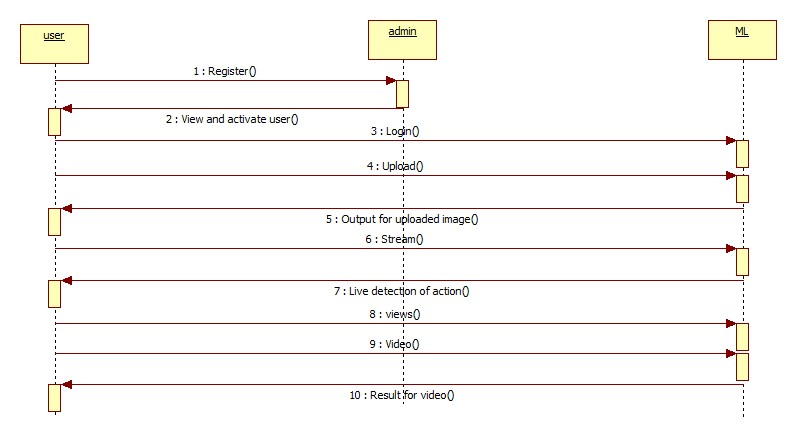 user
admin
ML
1 : Register()
2 : View and activate user()
3 : Login()
4 : Upload()
5 : Output for uploaded image()
6 : Stream()
7 : Live detection of action()
8 : views()
9 : Video()
10 : Result for video()